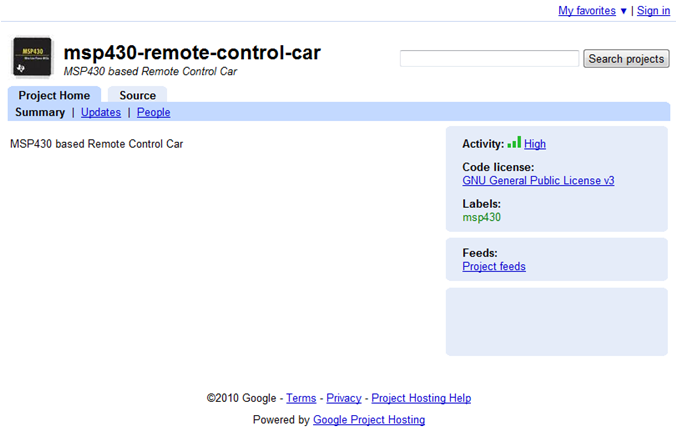 My favorites ▼ | Sign in
MSP430
msp430-remote-control-car
MSP430 based Remote Control Car
Search projects
Project Home Source
Summary | Updates | People
MSP430 based Remote Control Car
Activity: High
Code license:
GNU General Public License v3
Labels:
msp430
Feeds:
Project feeds
©2010 Google - Terms - Privacy - Project Hosting Help
Powered by Google Project Hosting